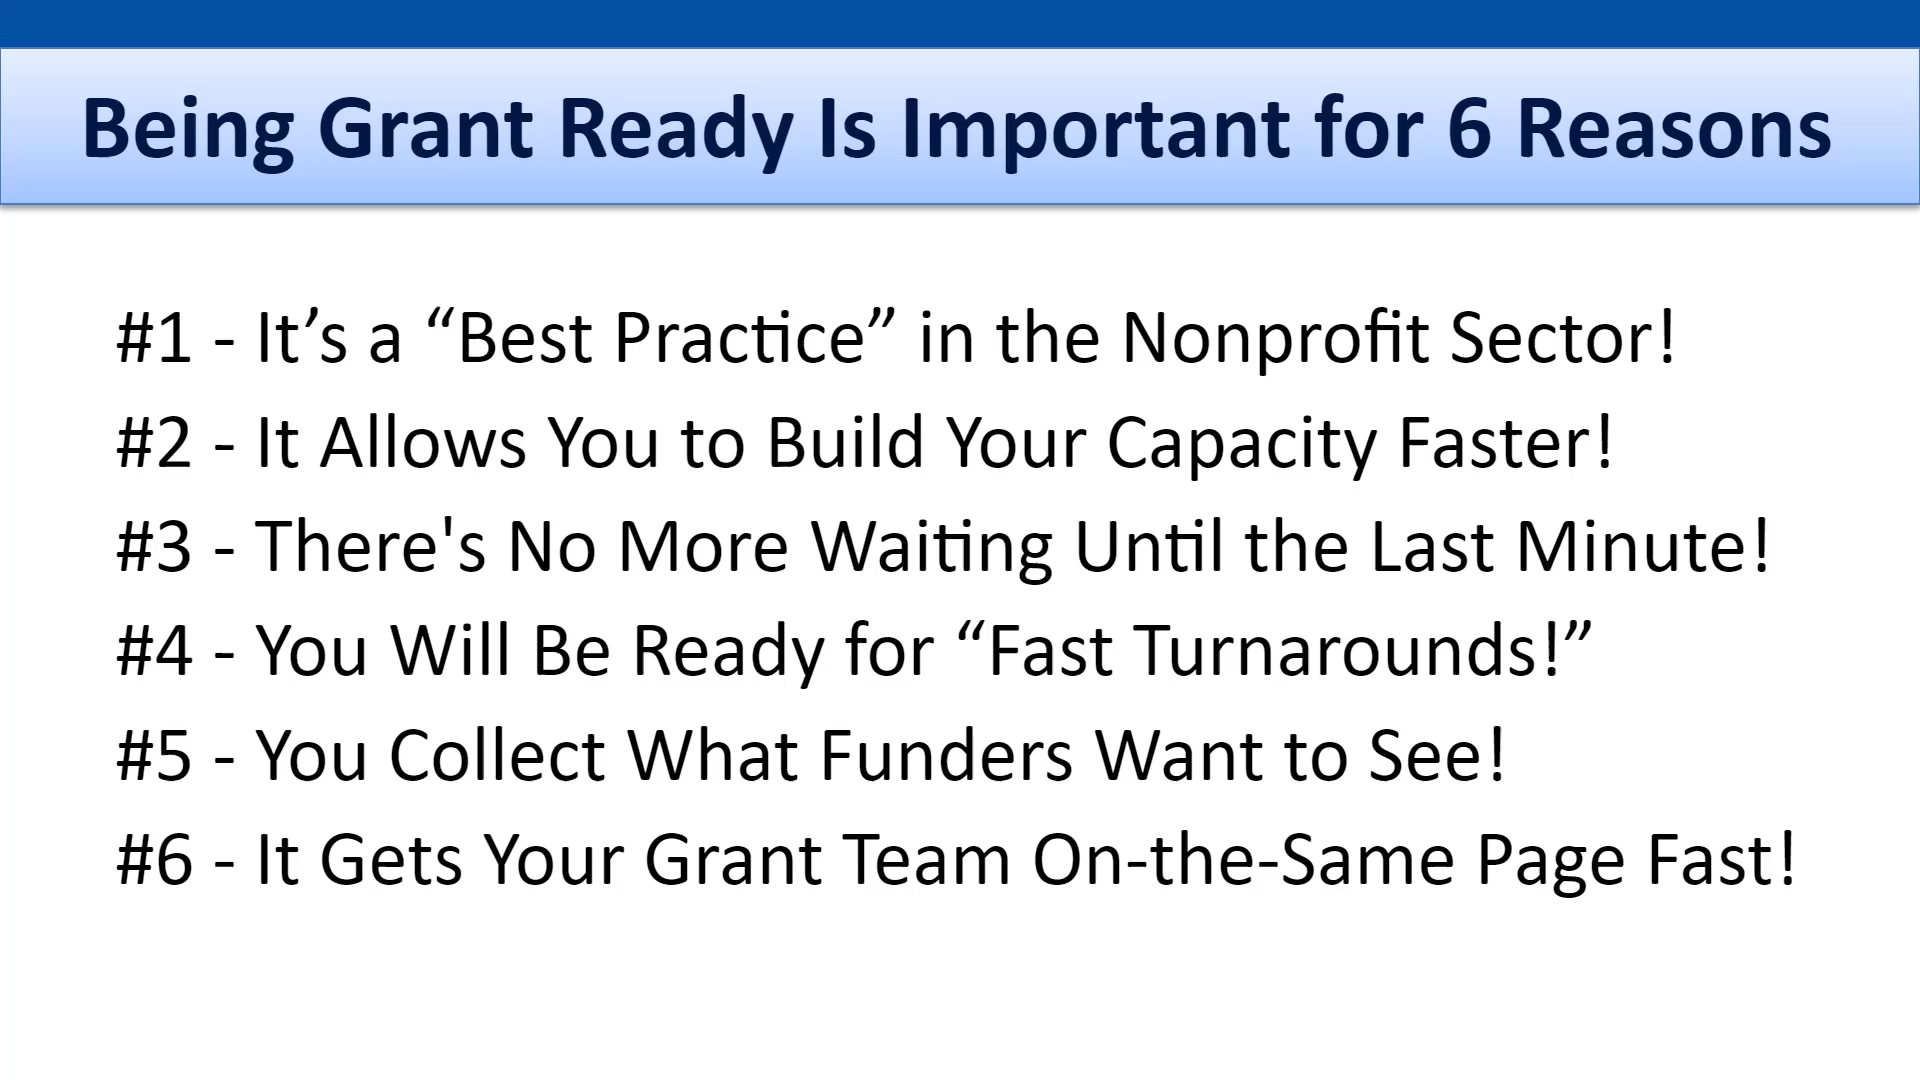 Being Grant Ready Is Important for 6 Reasons
#1 - It’s a “Best Practice” in the Nonprofit Sector!
#2 - It Allows You to Build Your Capacity Faster!
#3 - There's No More Waiting Until the Last Minute!
#4 - You Will Be Ready for “Fast Turnarounds!”
#5 - You Collect What Funders Want to See!
#6 - It Gets Your Grant Team On-the-Same Page Fast!